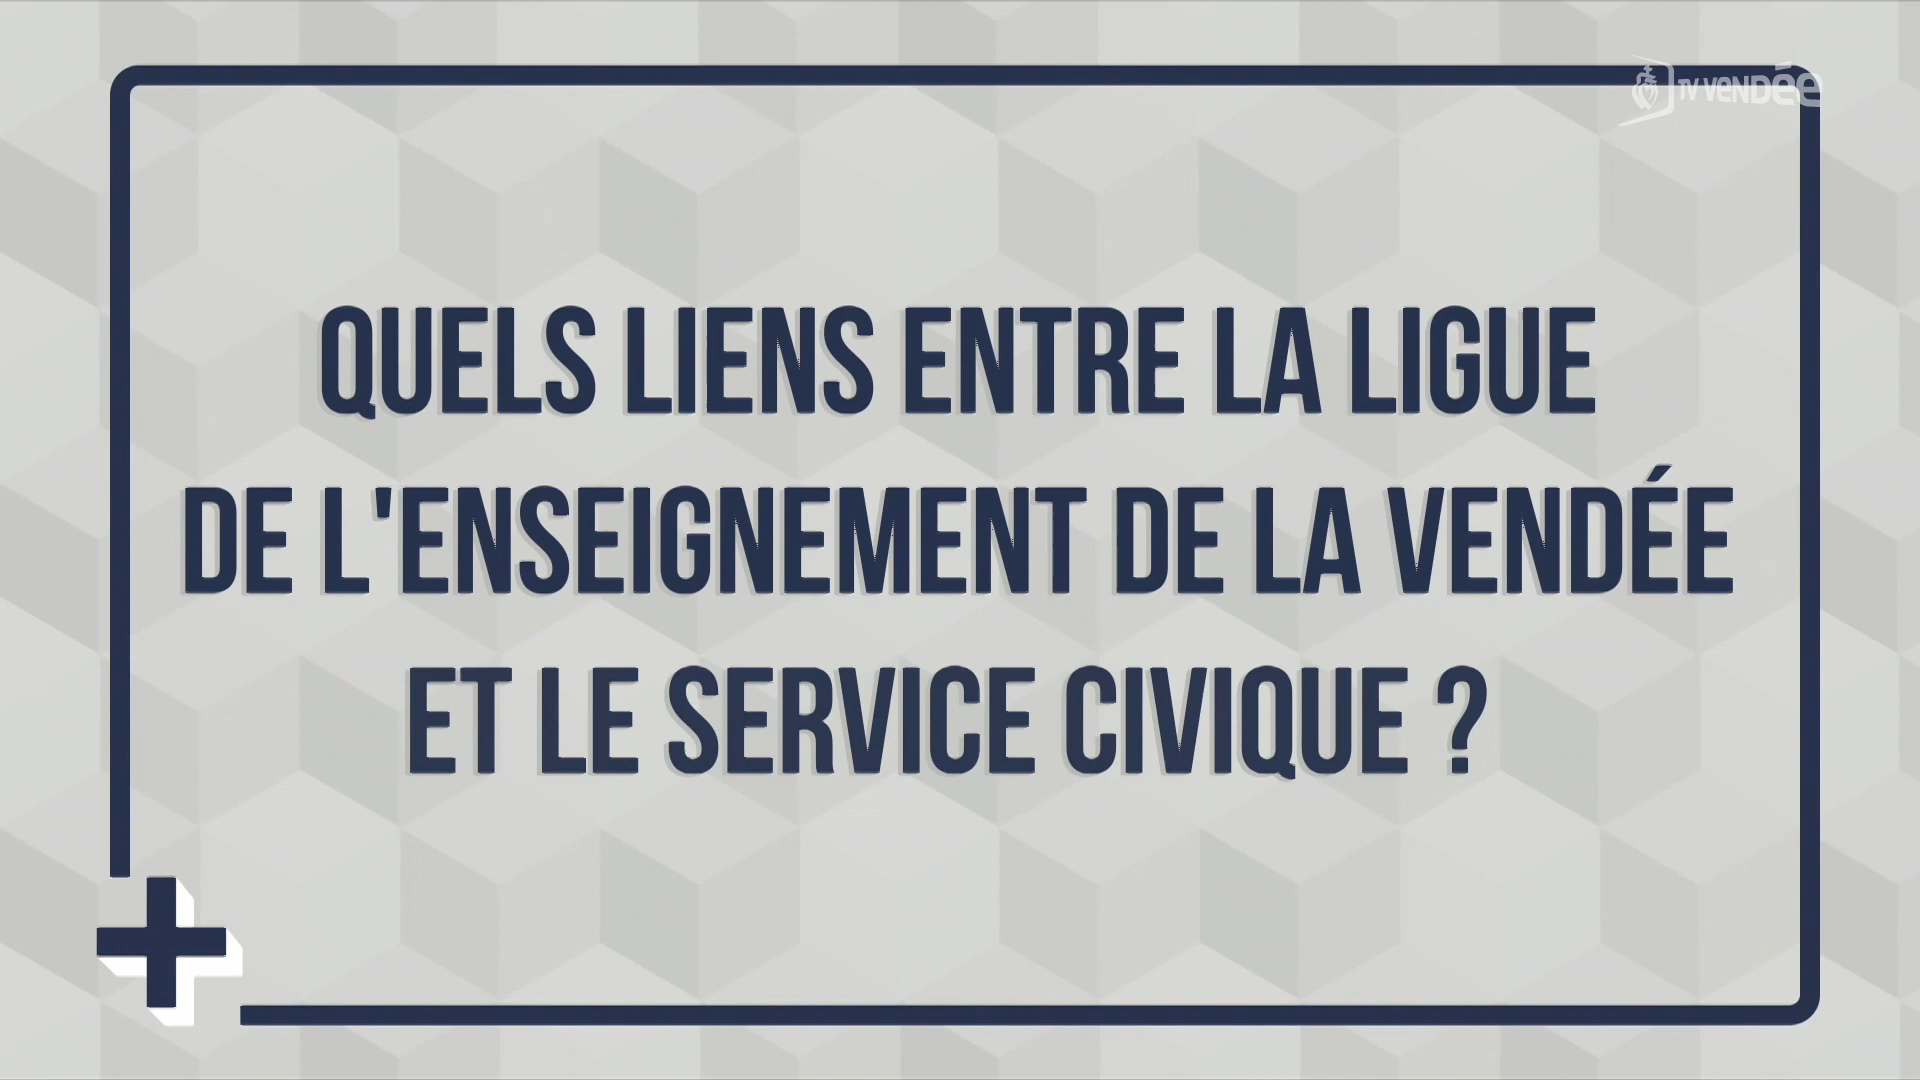 TV VENDÉE
QUELS LIENS ENTRE LA LIGUE
DE L'ENSEIGNEMENT DE LA VENDÉE
ET LE SERVICE CIVIQUE ?